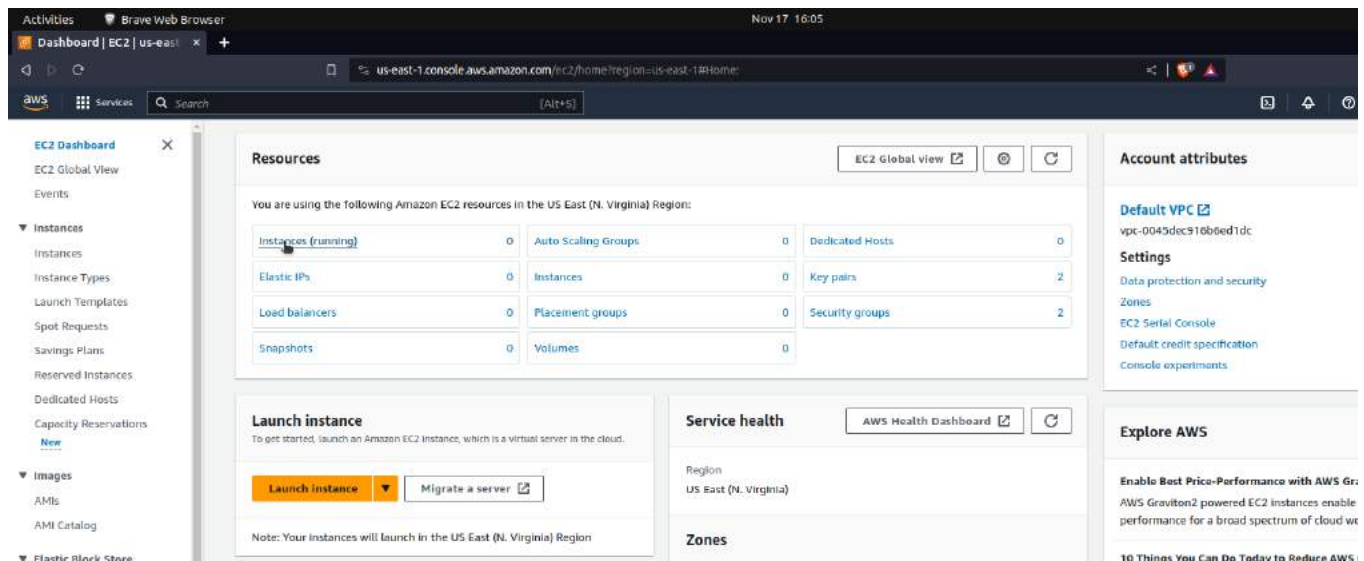 Activities
Brave Web Browser
Nov 17 16:05
Dashboard | EC2 | us-east
us-east-1.console.aws.amazon.com/ec2/home?region=us-east-1#Home:
aws
Services
Search
[Alt+S]
EC2 Dashboard
EC2 Global View
Events
Instances
Instances
Instance Types
Launch Templates
Spot Requests
Savings Plans
Reserved Instances
Dedicated Hosts
Capacity Reservations
New
Images
AMIs
AMI Catalog
Elastic Block Store
Resources
EC2 Global view
You are using the following Amazon EC2 resources in the US East (N. Virginia) Region:
Instances (running) 0
Auto Scaling Groups 0
Dedicated Hosts 0
Elastic IPs 0
Instances 0
Key pairs 2
Load balancers 0
Placement groups 0
Security groups 2
Snapshots 0
Volumes 0
Launch instance
To get started, launch an Amazon EC2 instance, which is a virtual server in the cloud.
Launch instance
Migrate a server
Note: Your instances will launch in the US East (N. Virginia) Region
Service health
AWS Health Dashboard
Region
US East (N. Virginia)
Zones
Account attributes
Default VPC
vpc-0045dec916b6ed1dc
Settings
Data protection and security
Zones
EC2 Serial Console
Default credit specification
Console experiments
Explore AWS
Enable Best Price-Performance with AWS Gra
AWS Graviton2 powered EC2 instances enable
performance for a broad spectrum of cloud wo
10 Things You Can Do Today to Reduce AWS